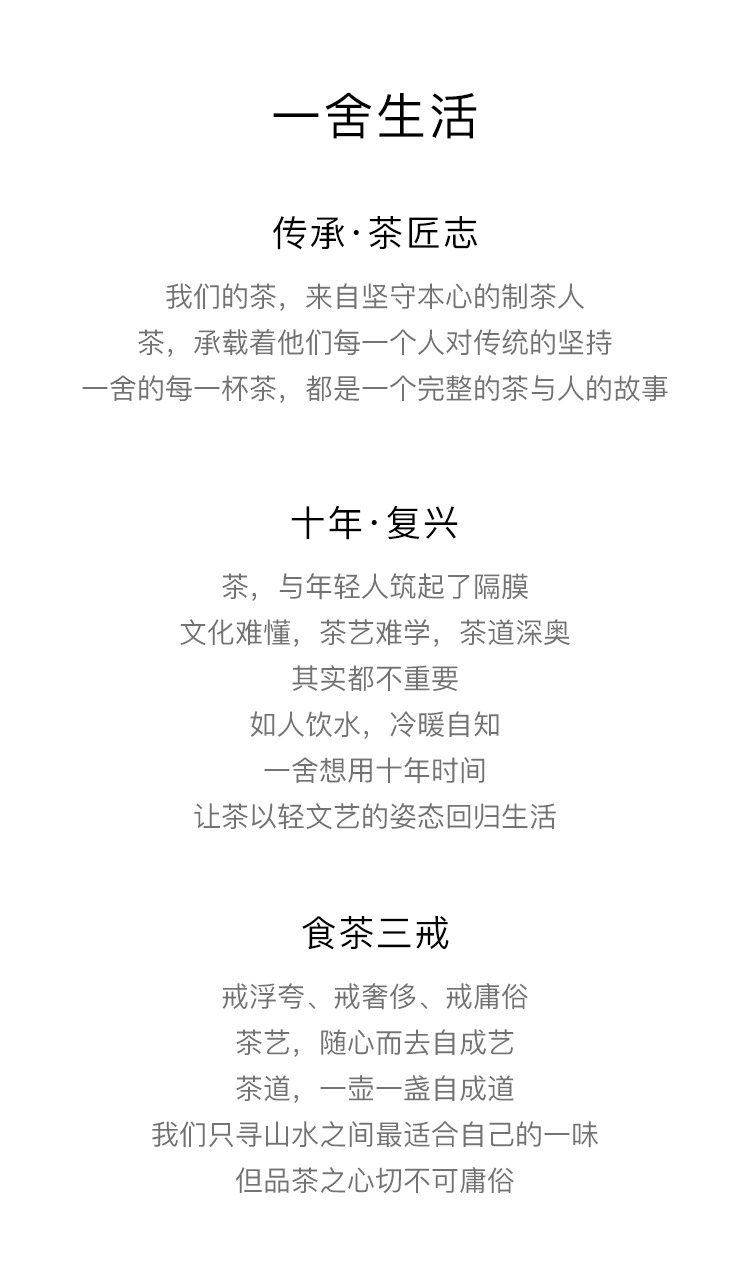 一舍生活
传承·茶匠志
我们的茶，来自坚守本心的制茶人
茶，承载着他们每一个人对传统的坚持
一舍的每一杯茶，都是一个完整的茶与人的故事
十年·复兴
茶，与年轻人筑起了隔膜
文化难懂，茶艺难学，茶道深奥
其实都不重要
如人饮水，冷暖自知
一舍想用十年时间
让茶以轻文艺的姿态回归生活
食茶三戒
戒浮夸、戒奢侈、戒庸俗
茶艺，随心而去自成艺
茶道，一壶一盏自成道
我们只寻山水之间最适合自己的一味
但品茶之心切不可庸俗